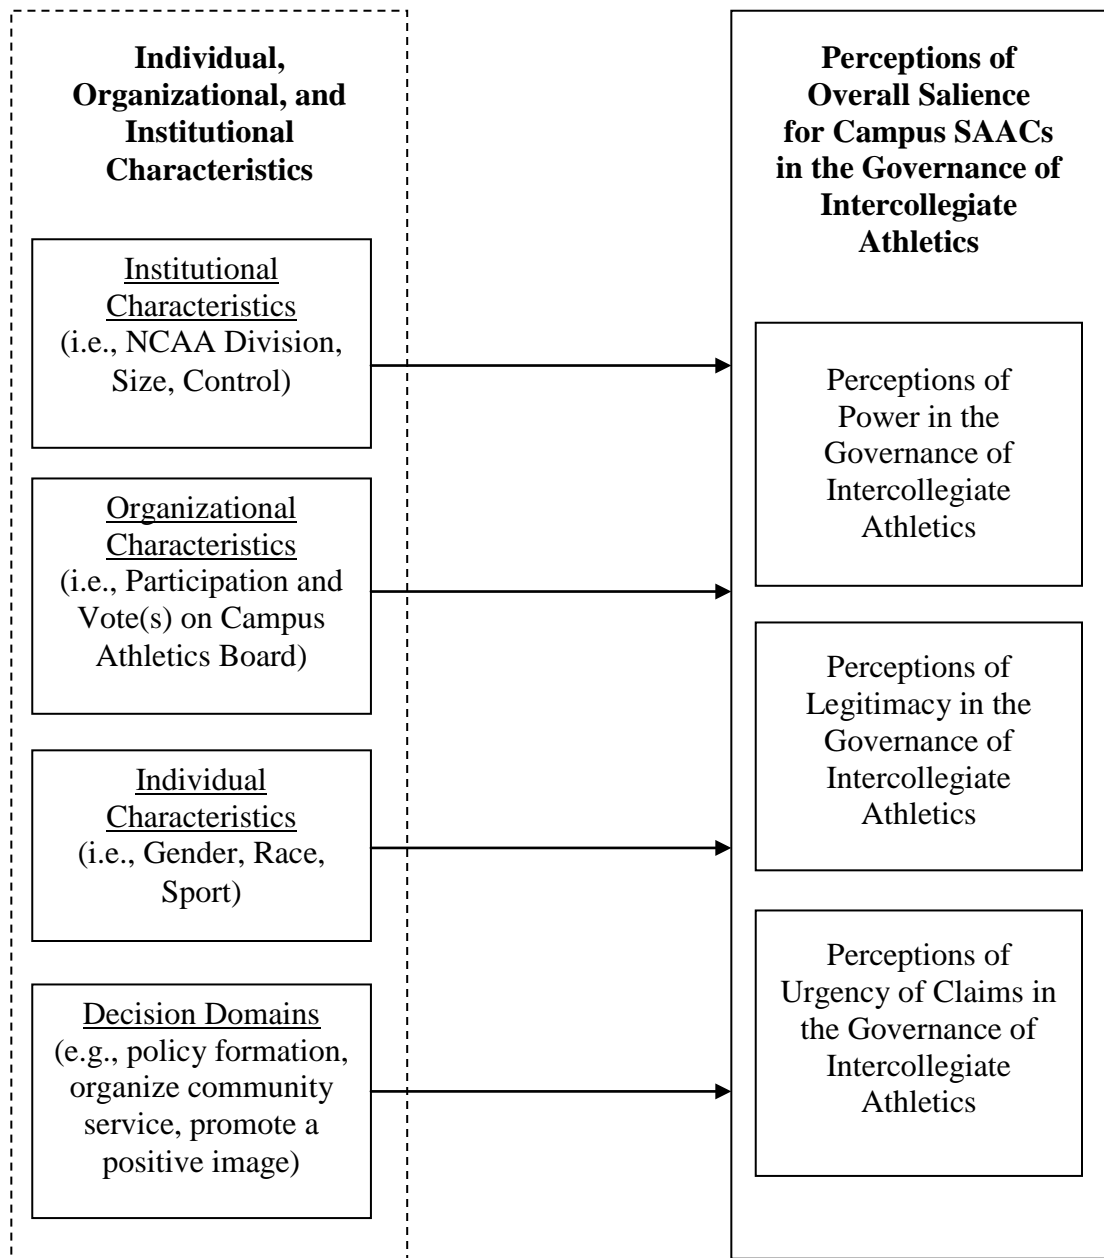 Individual,
Organizational, and
Institutional
Characteristics
Institutional
Characteristics
(i.e., NCAA Division,
Size, Control)
Organizational
Characteristics
(i.e., Participation and
Vote(s) on Campus
Athletics Board)
Individual
Characteristics
(i.e., Gender, Race,
Sport)
Decision Domains
(e.g., policy formation,
organize community
service, promote a
positive image)
Perceptions of
Overall Salience
for Campus SAACs
in the Governance of
Intercollegiate
Athletics
Perceptions of
Power in the
Governance of
Intercollegiate
Athletics
Perceptions of
Legitimacy in the
Governance of
Intercollegiate
Athletics
Perceptions of
Urgency of Claims in
the Governance of
Intercollegiate
Athletics